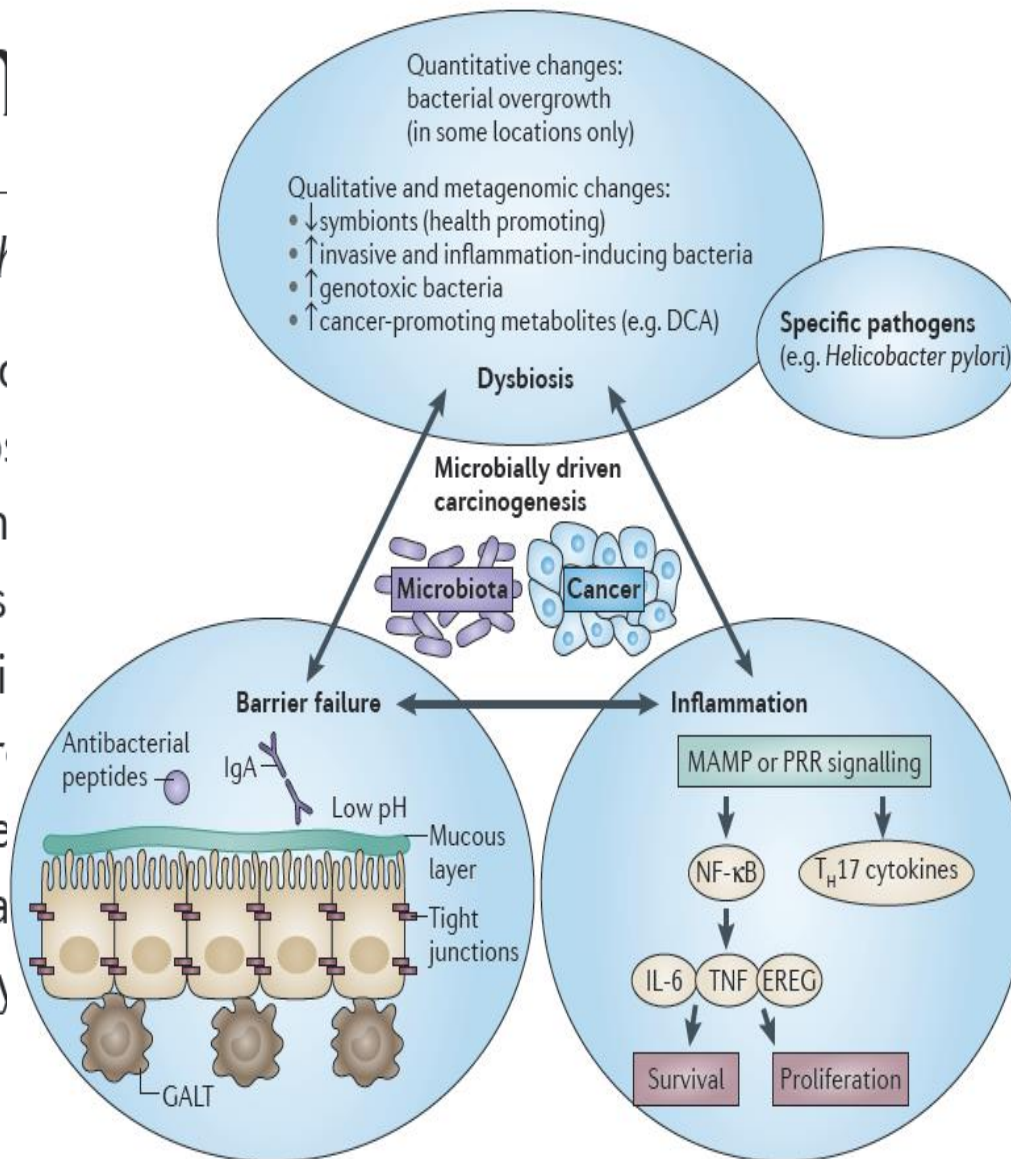 Quantitative changes:
bacterial overgrowth
(in some locations only)
Qualitative and metagenomic changes:
• ↓symbionts (health promoting)
• ↑invasive and inflammation-inducing bacteria
• ↑genotoxic bacteria
• ↑cancer-promoting metabolites (e.g. DCA)
Dysbiosis
Specific pathogens
(e.g. Helicobacter pylori)
Microbially driven
carcinogenesis
Microbiota
Cancer
Barrier failure
Antibacterial
peptides
IgA
Low pH
Mucous
layer
Tight
junctions
GALT
Inflammation
MAMP or PRR signalling
NF-κB
TH17 cytokines
IL-6
TNF
EREG
Survival
Proliferation